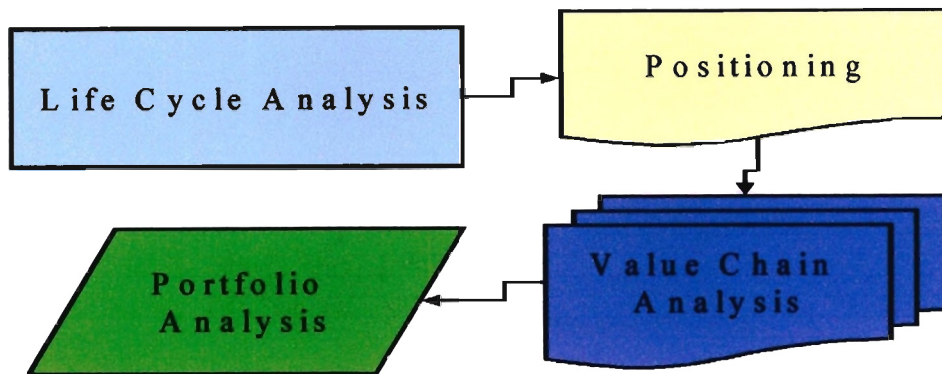 Life Cycle Analysis
Positioning
Value Chain
Analysis
Portfolio
Analysis